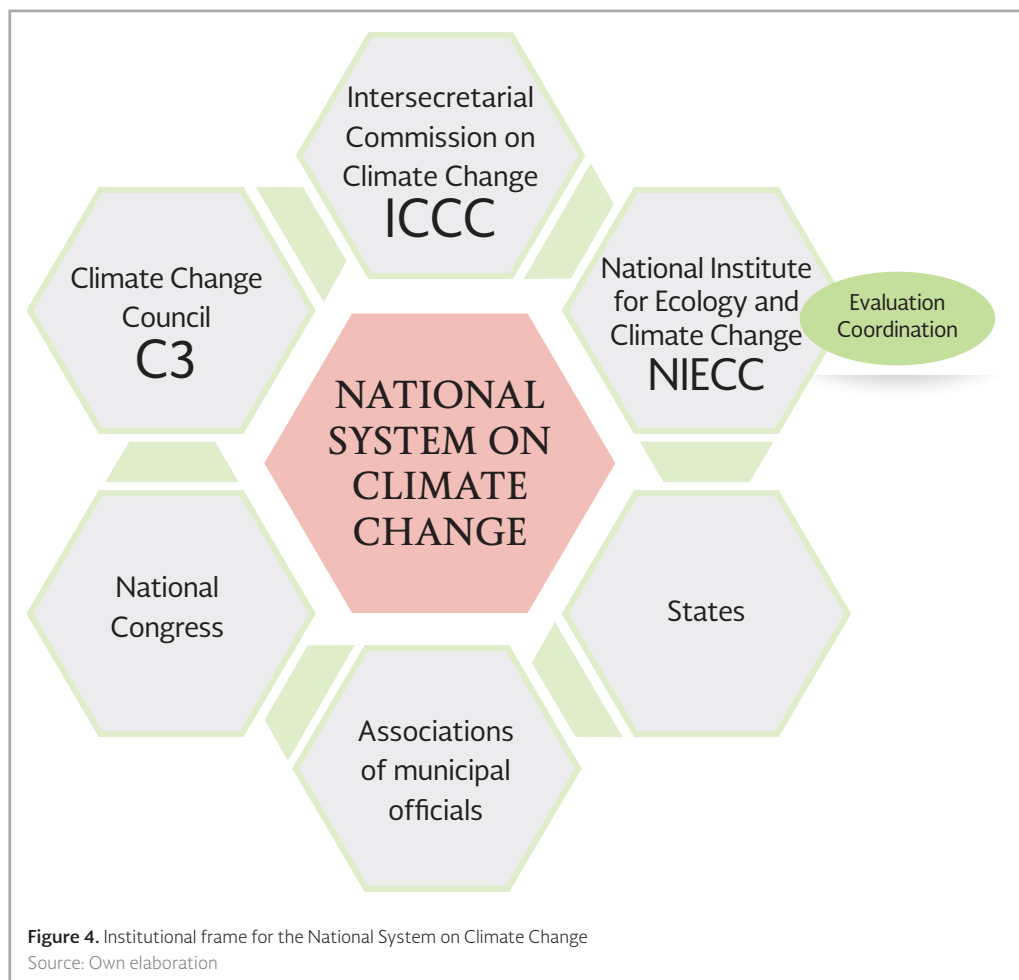 Intersecretarial
Commission on
Climate Change
ICCC
Climate Change
Council
C3
National Institute
for Ecology and
Climate Change
NIECC
Evaluation
Coordination
NATIONAL
SYSTEM ON
CLIMATE
CHANGE
National
Congress
States
Associations
of municipal
officials
Figure 4. Institutional frame for the National System on Climate Change
Source: Own elaboration